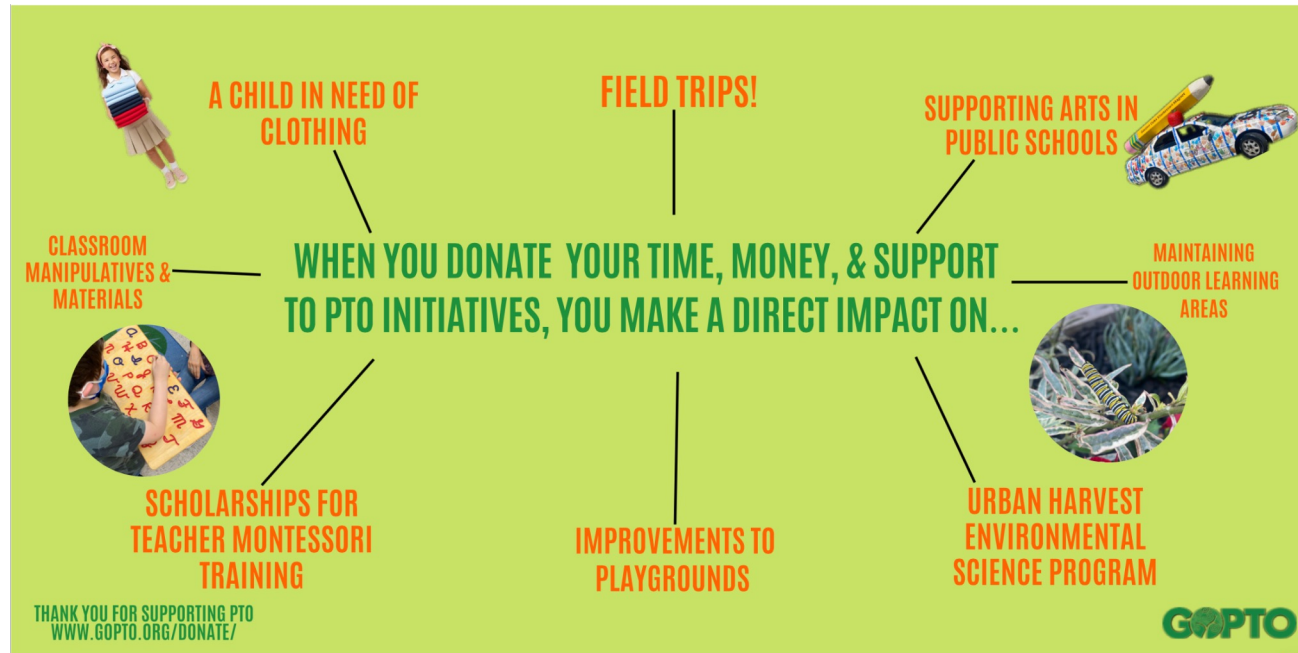 A CHILD IN NEED OF
CLOTHING
FIELD TRIPS!
SUPPORTING ARTS IN
PUBLIC SCHOOLS
CLASSROOM
MANIPULATIVES &
MATERIALS
WHEN YOU DONATE YOUR TIME, MONEY, & SUPPORT
TO PTO INITIATIVES, YOU MAKE A DIRECT IMPACT ON...
MAINTAINING
OUTDOOR LEARNING
AREAS
SCHOLARSHIPS FOR
TEACHER MONTESSORI
TRAINING
IMPROVEMENTS TO
PLAYGROUNDS
URBAN HARVEST
ENVIRONMENTAL
SCIENCE PROGRAM
THANK YOU FOR SUPPORTING PTO
WWW.GOPTO.ORG/DONATE/
GOPTO